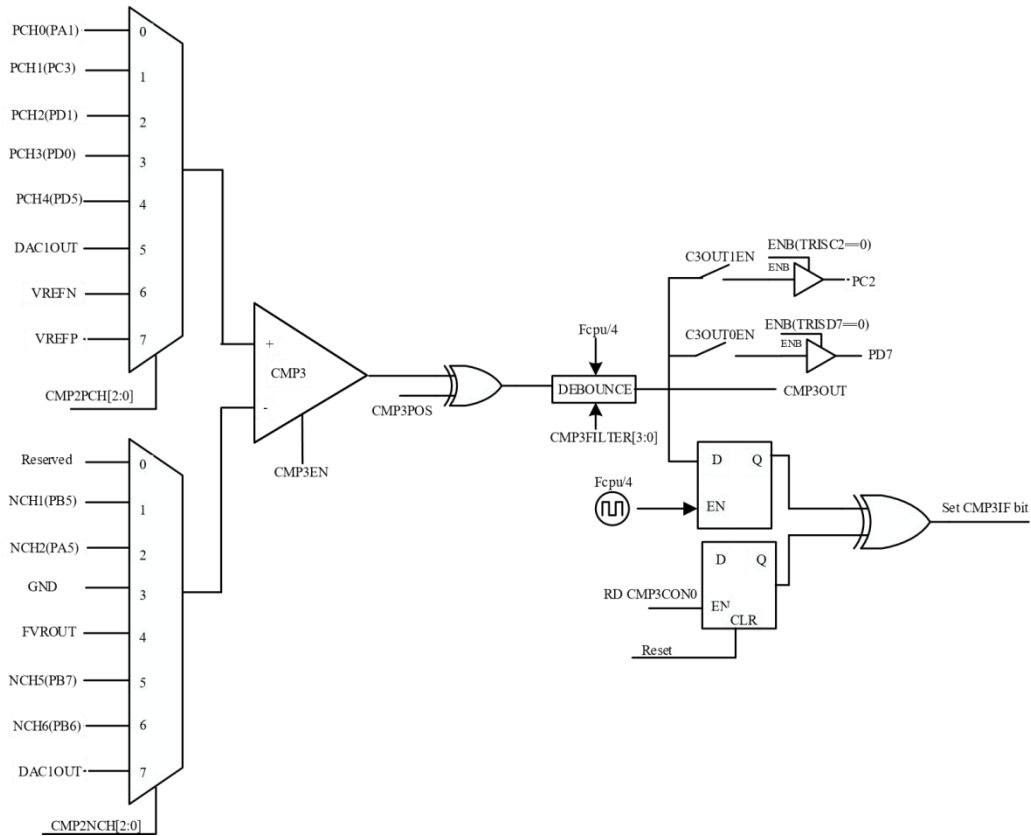 PCH0(PA1)
0
PCH1(PC3)
1
PCH2(PD1)
2
PCH3(PD0)
3
PCH4(PD5)
4
DAC1OUT
5
VREFN
6
VREFP
7
CMP2PCH[2:0]
+
CMP3
-
CMP3EN
CMP3POS
Reserved
0
NCH1(PB5)
1
NCH2(PA5)
2
GND
3
FVROUT
4
NCH5(PB7)
5
NCH6(PB6)
6
DAC1OUT
7
CMP2NCH[2:0]
Fcpu/4
DEBOUNCE
CMP3FILTER[3:0]
C3OUT1EN
ENB(TRISC2==0)
ENB
PC2
C3OUT0EN
ENB(TRISD7==0)
ENB
PD7
CMP3OUT
D Q
Fcpu/4
EN
Set CMP3IF bit
D Q
RD CMP3CON0
EN
CLR
Reset